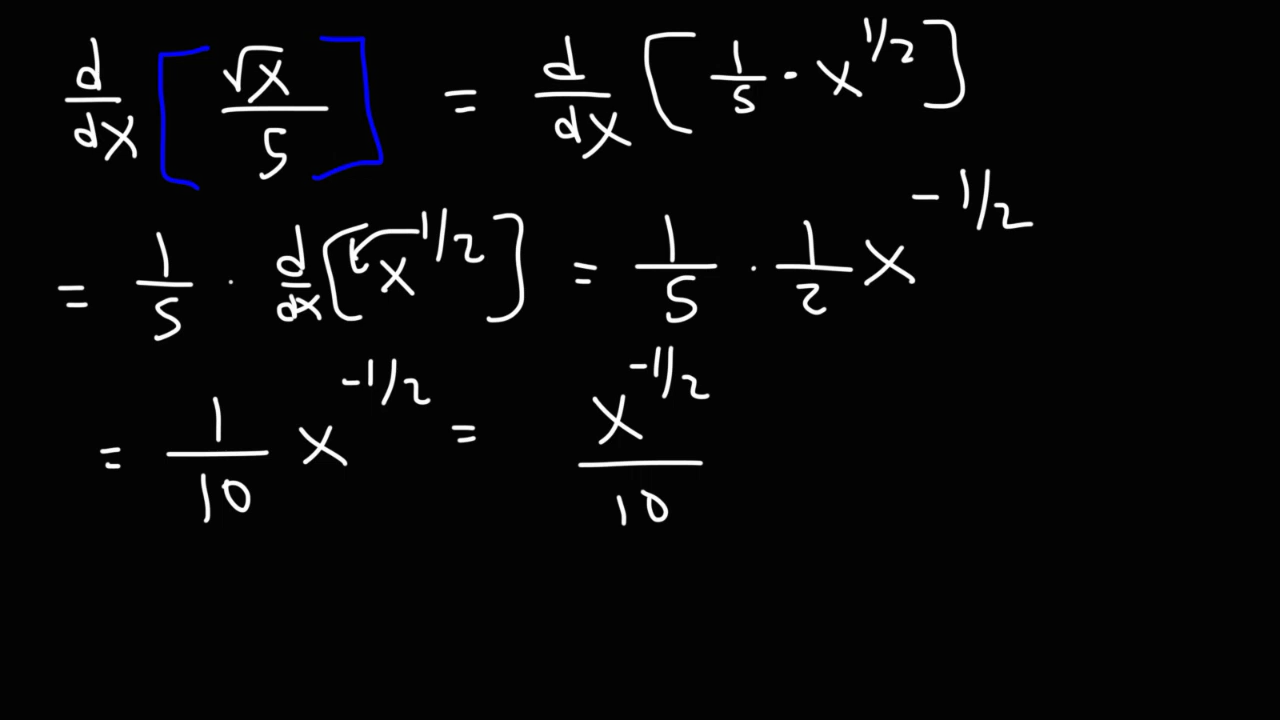 d/dx [ √x / 5 ] = d/dx [ 1/5 · x^1/2 ]
= 1/5 · d/dx [ x^1/2 ] = 1/5 · 1/2 x^-1/2
= 1/10 x^-1/2 = x^-1/2 / 10